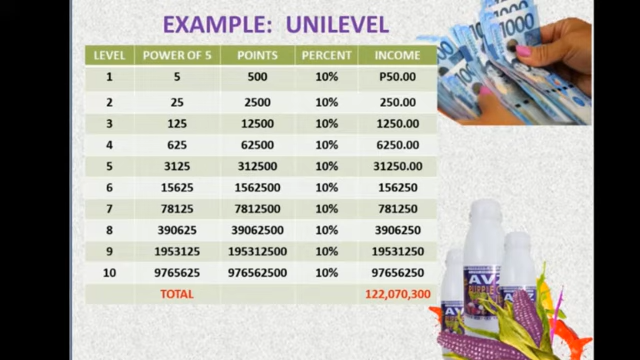 EXAMPLE: UNILEVEL
LEVEL POWER OF 5 POINTS PERCENT INCOME
1 5 500 10% P50.00
2 25 2500 10% 250.00
3 125 12500 10% 1250.00
4 625 62500 10% 6250.00
5 3125 312500 10% 31250.00
6 15625 1562500 10% 156250
7 78125 7812500 10% 781250
8 390625 39062500 10% 3906250
9 1953125 195312500 10% 19531250
10 9765625 976562500 10% 97656250
TOTAL 122,070,300
1000
100
AV